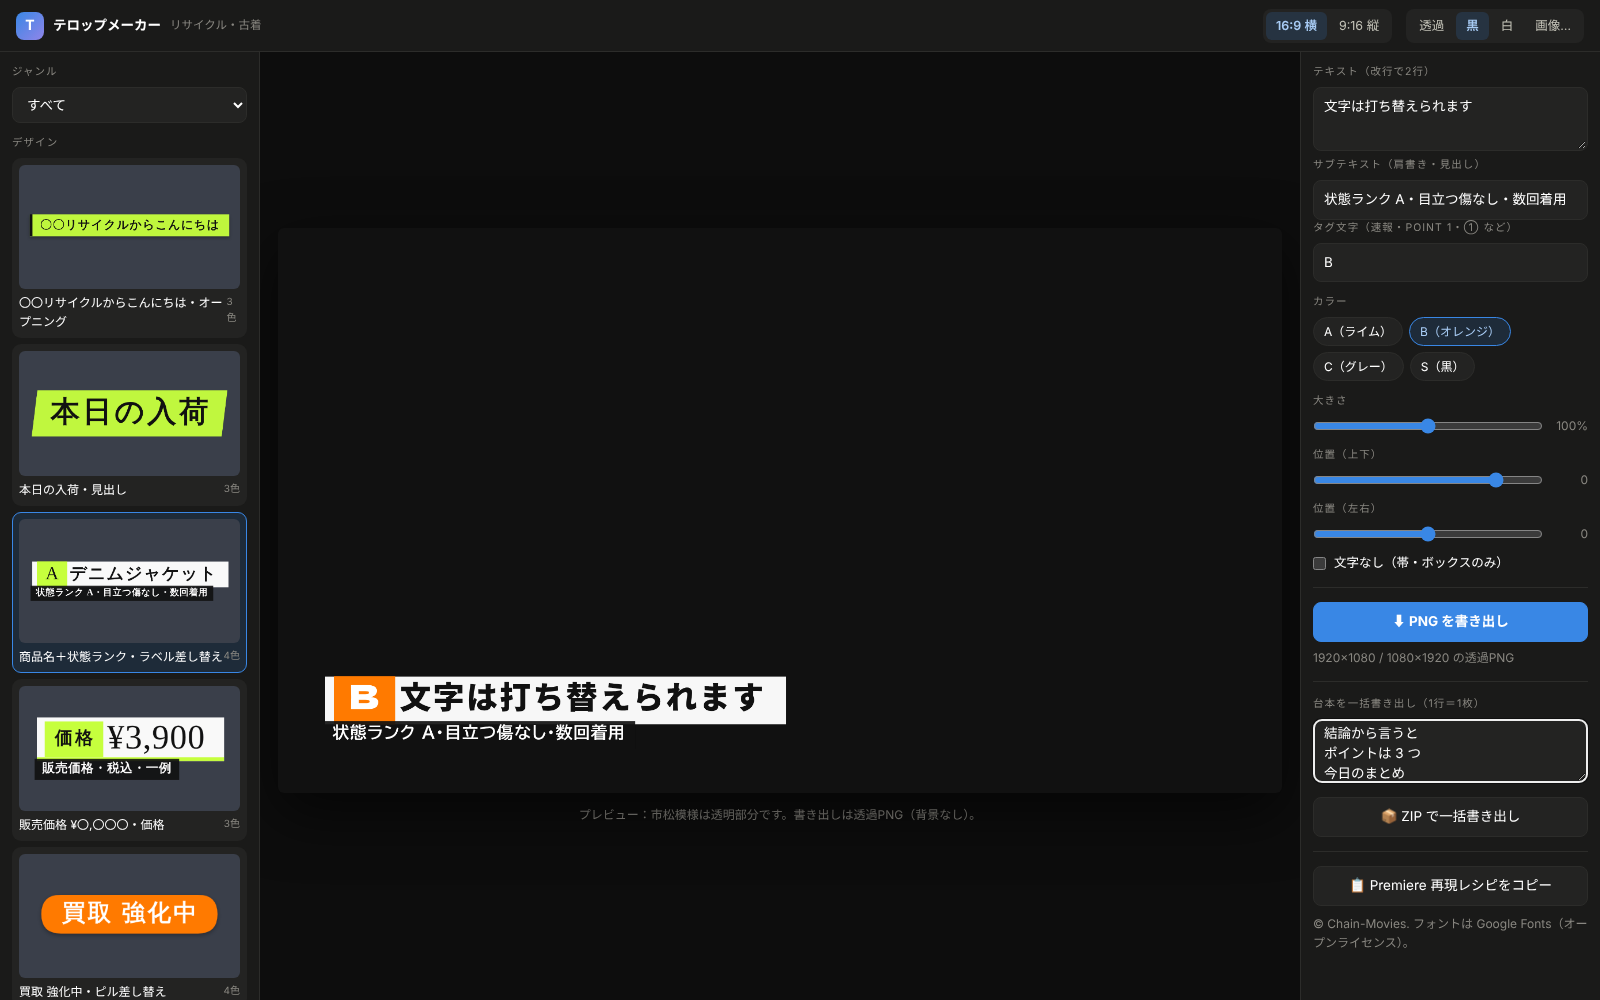 T テロップメーカー リサイクル・古着
16:9 横 9:16 縦 透過 黒 白 画像...
ジャンル
すべて
デザイン
〇〇リサイクルからこんにちは
〇〇リサイクルからこんにちは・オープニング 3色
本日の入荷
本日の入荷・見出し 3色
A デニムジャケット
状態ランク A・目立つ傷なし・数回着用
商品名＋状態ランク・ラベル差し替え 4色
価格 ¥3,900
販売価格・税込・一例
販売価格 ¥〇,〇〇〇・価格 3色
買取 強化中
買取 強化中・ピル差し替え 4色
B 文字は打ち替えられます
状態ランク A・目立つ傷なし・数回着用
プレビュー：市松模様は透明部分です。書き出しは透過PNG（背景なし）。
テキスト（改行で2行）
文字は打ち替えられます
サブテキスト（肩書き・見出し）
状態ランク A・目立つ傷なし・数回着用
タグ文字（速報・POINT 1・① など）
B
カラー
A（ライム） B（オレンジ）
C（グレー） S（黒）
大きさ
100%
位置（上下）
0
位置（左右）
0
文字なし（帯・ボックスのみ）
⬇ PNG を書き出し
1920×1080 / 1080×1920 の透過PNG
台本を一括書き出し（1行＝1枚）
結論から言うと
ポイントは 3 つ
今日のまとめ
📦 ZIP で一括書き出し
📋 Premiere 再現レシピをコピー
© Chain-Movies. フォントは Google Fonts（オー
プンライセンス）。